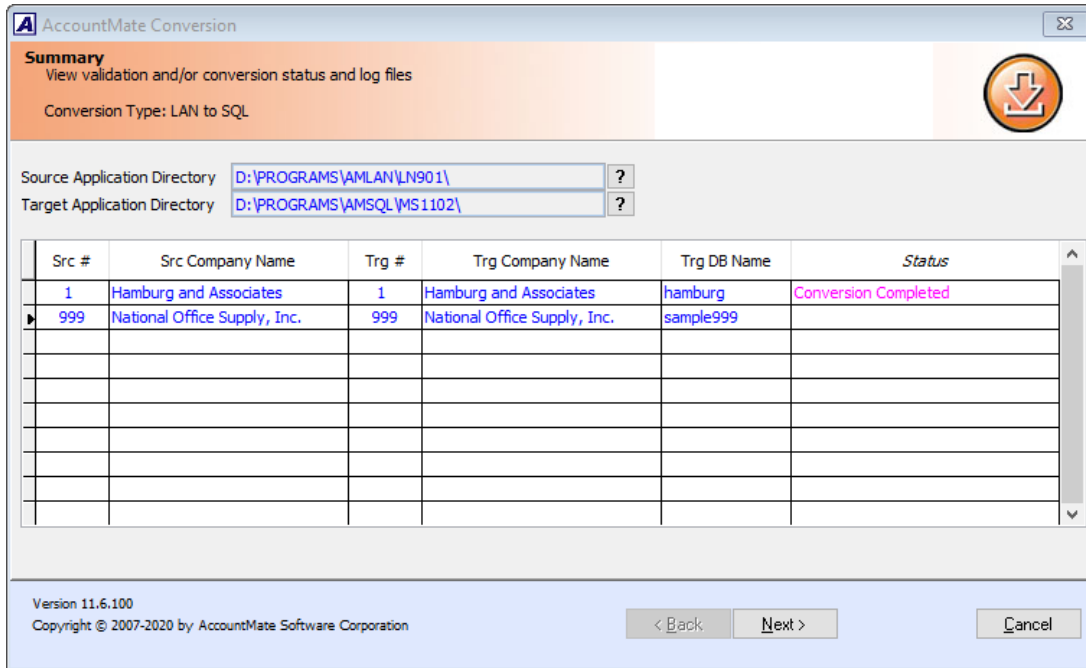 AccountMate Conversion
Summary
View validation and/or conversion status and log files
Conversion Type: LAN to SQL
Source Application Directory D:\PROGRAMS\AMLAN\LN901\ ?
Target Application Directory D:\PROGRAMS\AMSQL\MS1102\ ?
Src # Src Company Name Trg # Trg Company Name Trg DB Name Status
1 Hamburg and Associates 1 Hamburg and Associates hamburg Conversion Completed
999 National Office Supply, Inc. 999 National Office Supply, Inc. sample999
Version 11.6.100
Copyright © 2007-2020 by AccountMate Software Corporation
< Back Next > Cancel